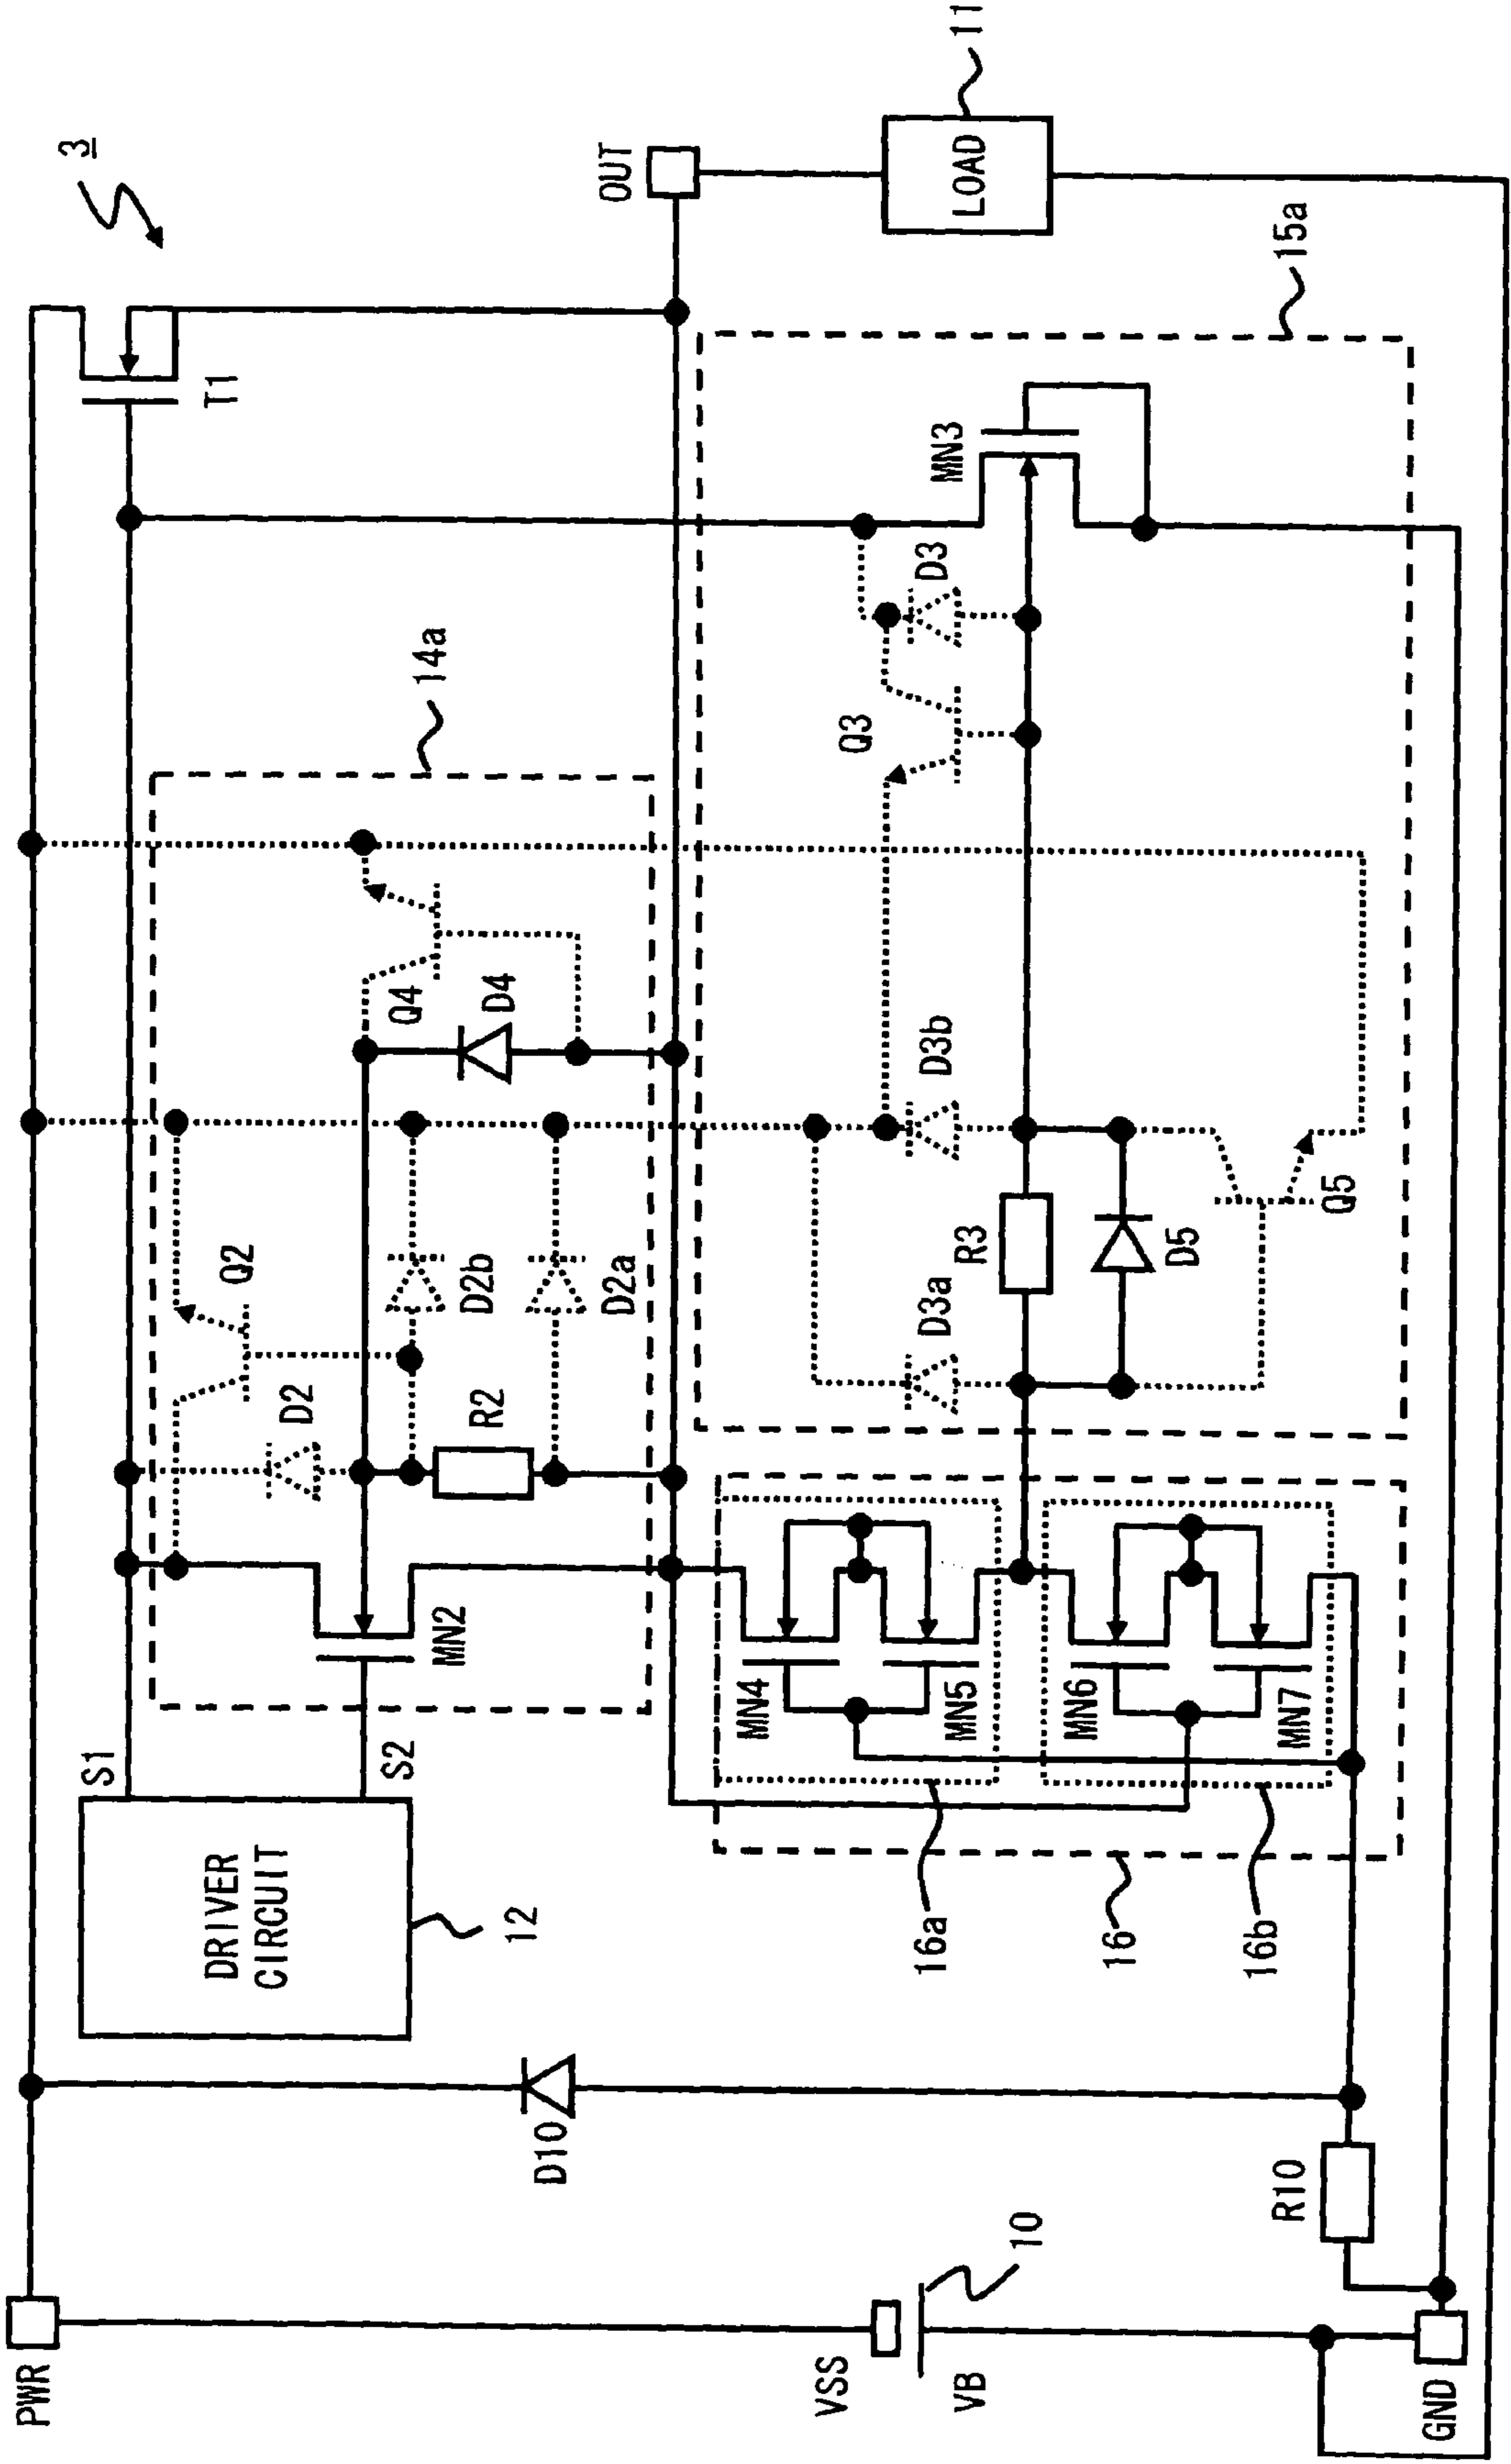 3
PWR
S1
DRIVER
CIRCUIT
12
S2
MN2
D2
Q2
R2
D2b
D2a
Q4
D4
14a
T1
OUT
LOAD
11
D10
VSS
VB
10
MN4
MN5
16a
MN6
MN7
16
16b
D3a
R3
D3b
D5
Q5
Q3
D3
MN3
15a
R10
GND